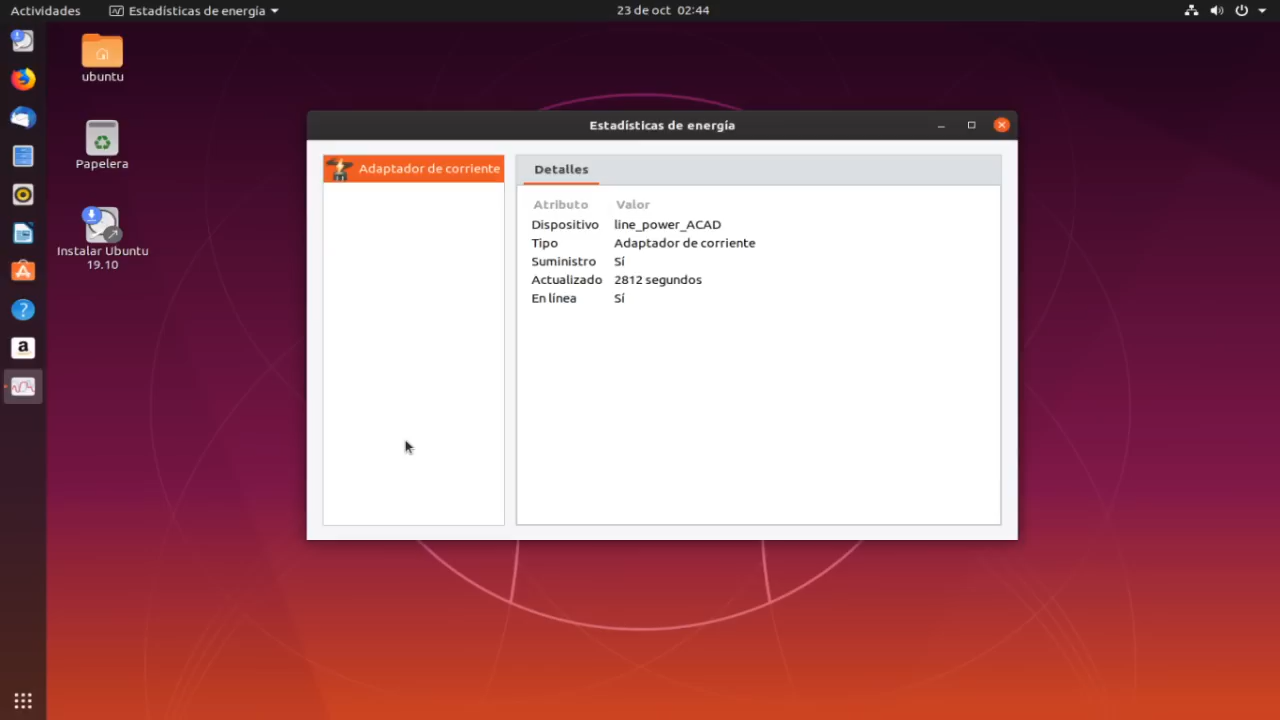 Actividades
Estadísticas de energía
23 de oct 02:44
ubuntu
Papelera
Instalar Ubuntu
19.10
Estadísticas de energía
Adaptador de corriente
Detalles
Atributo Valor
Dispositivo line_power_ACAD
Tipo Adaptador de corriente
Suministro Sí
Actualizado 2812 segundos
En línea Sí
?
a